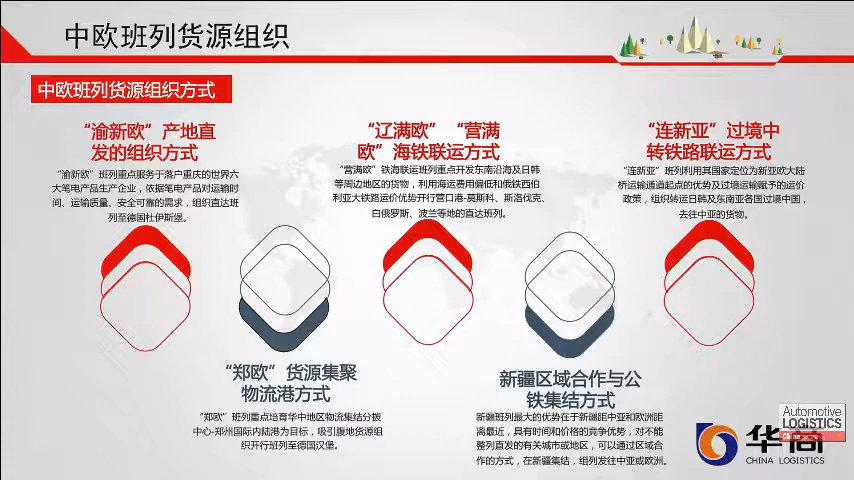 中欧班列货源组织
中欧班列货源组织方式
“渝新欧”产地直
发的组织方式
“渝新欧”班列重点服务于落户重庆的世界六
大笔电产品生产企业，依据笔电产品对运输时
间、运输质量、安全可靠的需求，组织直达班
列至德国杜伊斯堡。
“辽满欧”“营满
欧”海铁联运方式
“营满欧”铁海联运班列重点开发东南沿海及日韩
等周边地区的货物，利用海运费用偏低和俄铁西伯
利亚大铁路运价优势开行营口港-莫斯科、斯洛伐克、
白俄罗斯、波兰等地的直达班列。
“连新亚”过境中
转铁路联运方式
“连新亚”班列利用其国家定位为新亚欧大陆
桥运输通道起点的优势及过境运输赋予的运价
政策，组织转运日韩及东南亚各国过境中国，
去往中亚的货物。
“郑欧”货源集聚
物流港方式
“郑欧”班列重点培育华中地区物流集结分拨
中心-郑州国际内陆港为目标，吸引腹地货源组
织开行班列至德国汉堡。
新疆区域合作与公
铁集结方式
新疆班列最大的优势在于新疆距中亚和欧洲距
离最近，具有时间和价格的竞争优势，对不能
整列直发的有关城市或地区，可以通过区域合
作的方式，在新疆集结，组列发往中亚或欧洲。
Automotive
LOGISTICS
China
华商
CHINA LOGISTICS